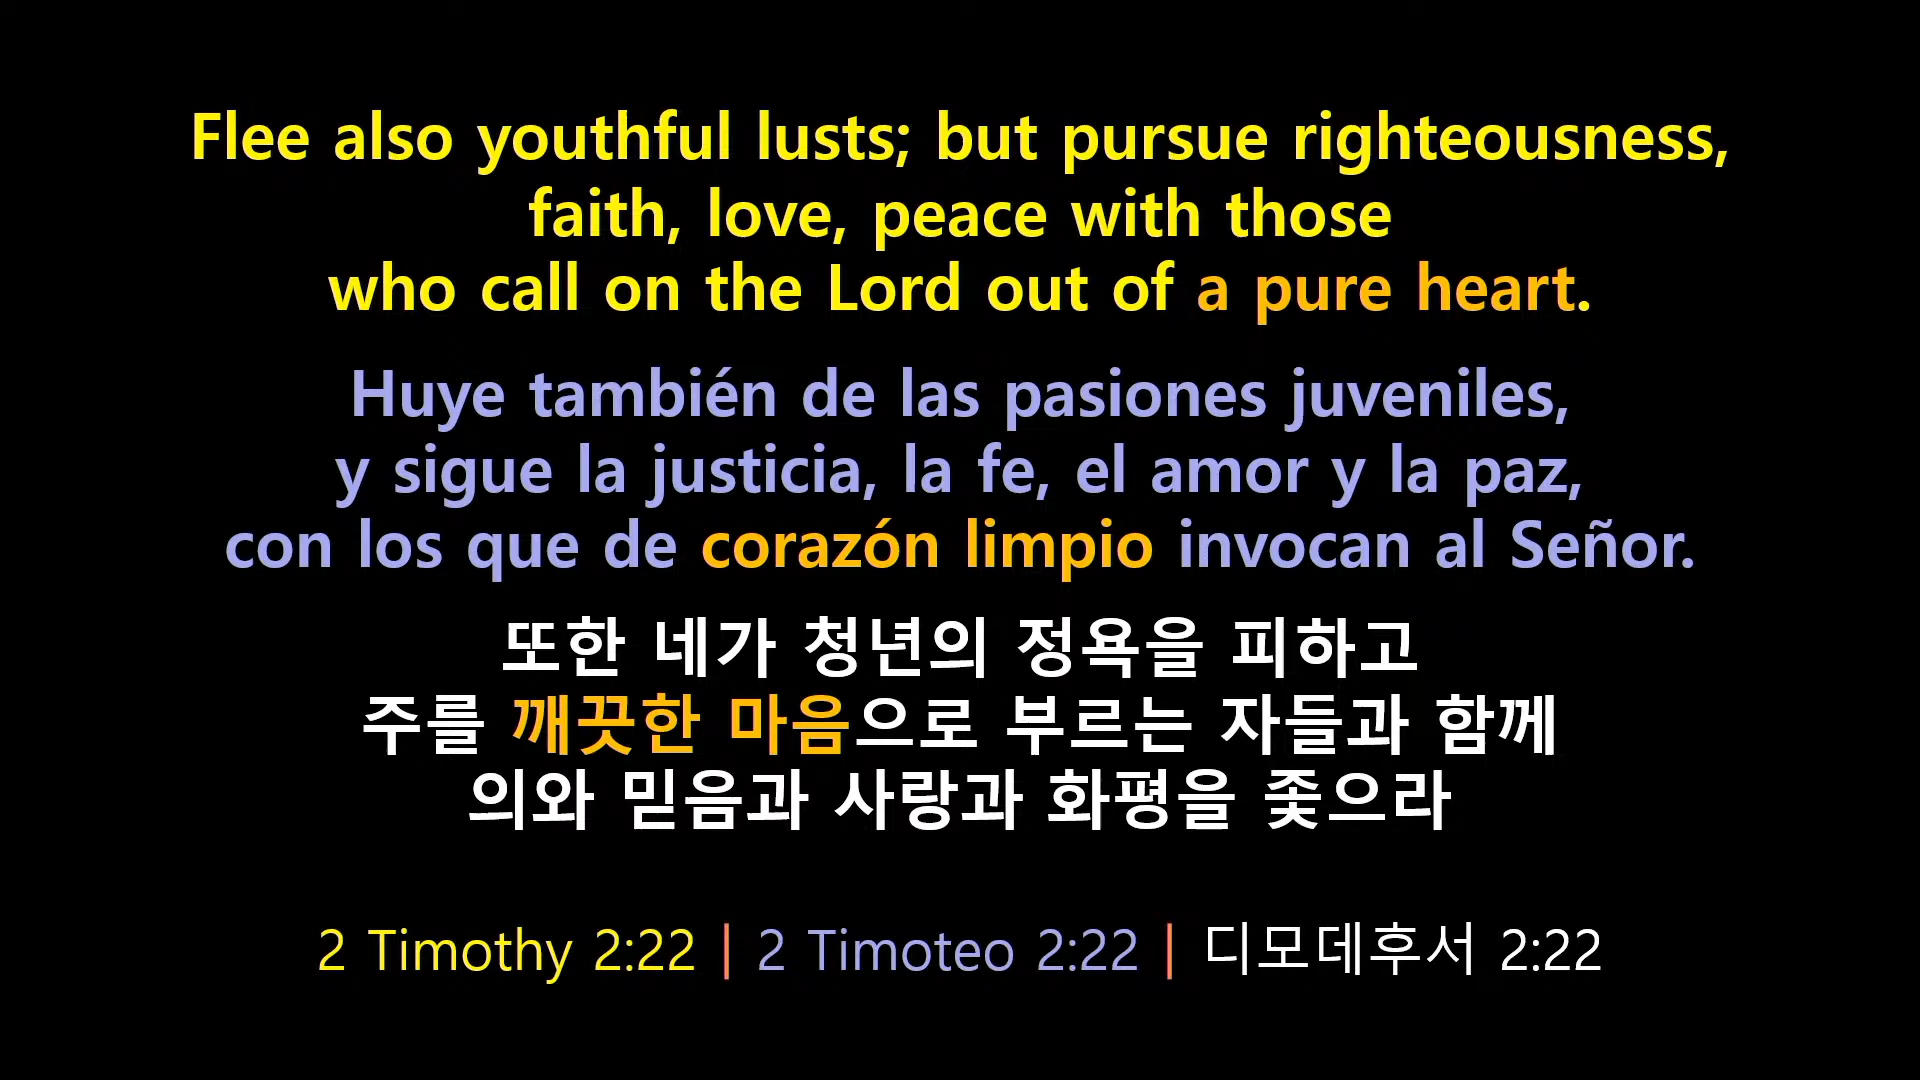 Flee also youthful lusts; but pursue righteousness,
faith, love, peace with those
who call on the Lord out of a pure heart.
Huye también de las pasiones juveniles,
y sigue la justicia, la fe, el amor y la paz,
con los que de corazón limpio invocan al Señor.
또한 네가 청년의 정욕을 피하고
주를 깨끗한 마음으로 부르는 자들과 함께
의와 믿음과 사랑과 화평을 좇으라
2 Timothy 2:22 | 2 Timoteo 2:22 | 디모데후서 2:22